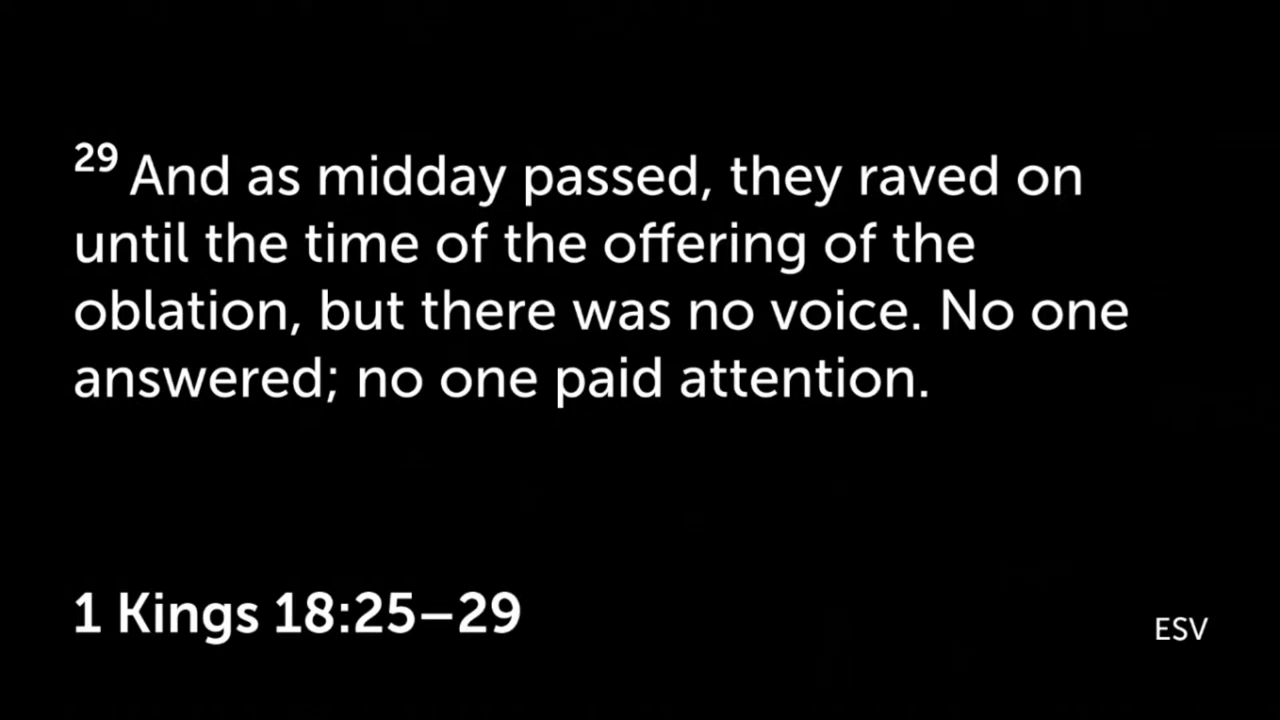 29 And as midday passed, they raved on
until the time of the offering of the
oblation, but there was no voice. No one
answered; no one paid attention.
1 Kings 18:25–29
ESV